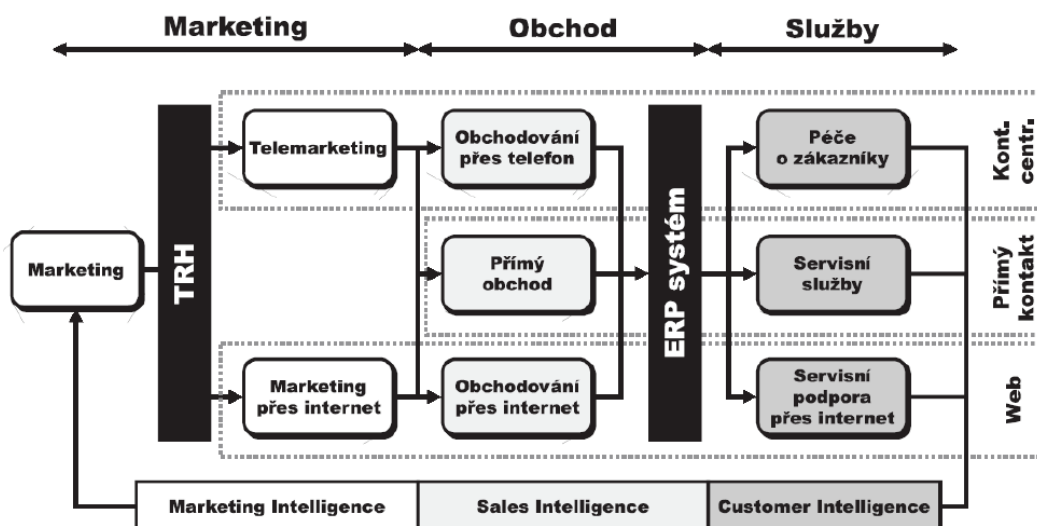 Marketing
Obchod
Služby
Telemarketing
Obchodování
přes telefon
Péče
o zákazníky
Kont.
centr.
Marketing
TRH
Přímý
obchod
ERP systém
Servisní
služby
Přímý
kontakt
Marketing
přes internet
Obchodování
přes internet
Servisní
podpora
přes internet
Web
Marketing Intelligence
Sales Intelligence
Customer Intelligence